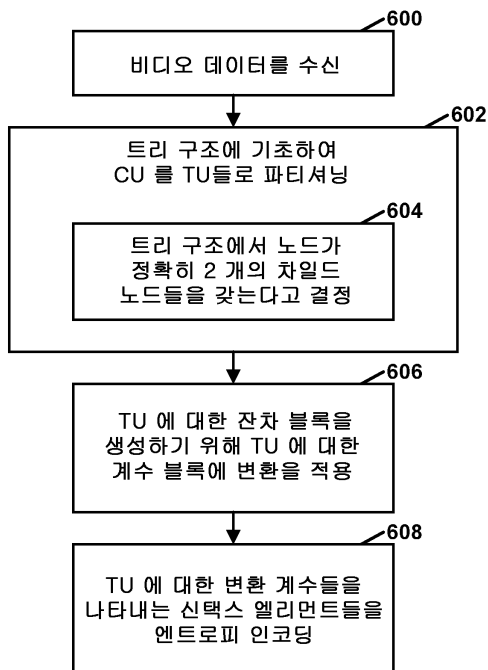 600
비디오 데이터를 수신
602
트리 구조에 기초하여
CU 를 TU들로 파티셔닝
604
트리 구조에서 노드가
정확히 2 개의 차일드
노드들을 갖는다고 결정
606
TU 에 대한 잔차 블록을
생성하기 위해 TU 에 대한
계수 블록에 변환을 적용
608
TU 에 대한 변환 계수들을
나타내는 신택스 엘리먼트들을
엔트로피 인코딩